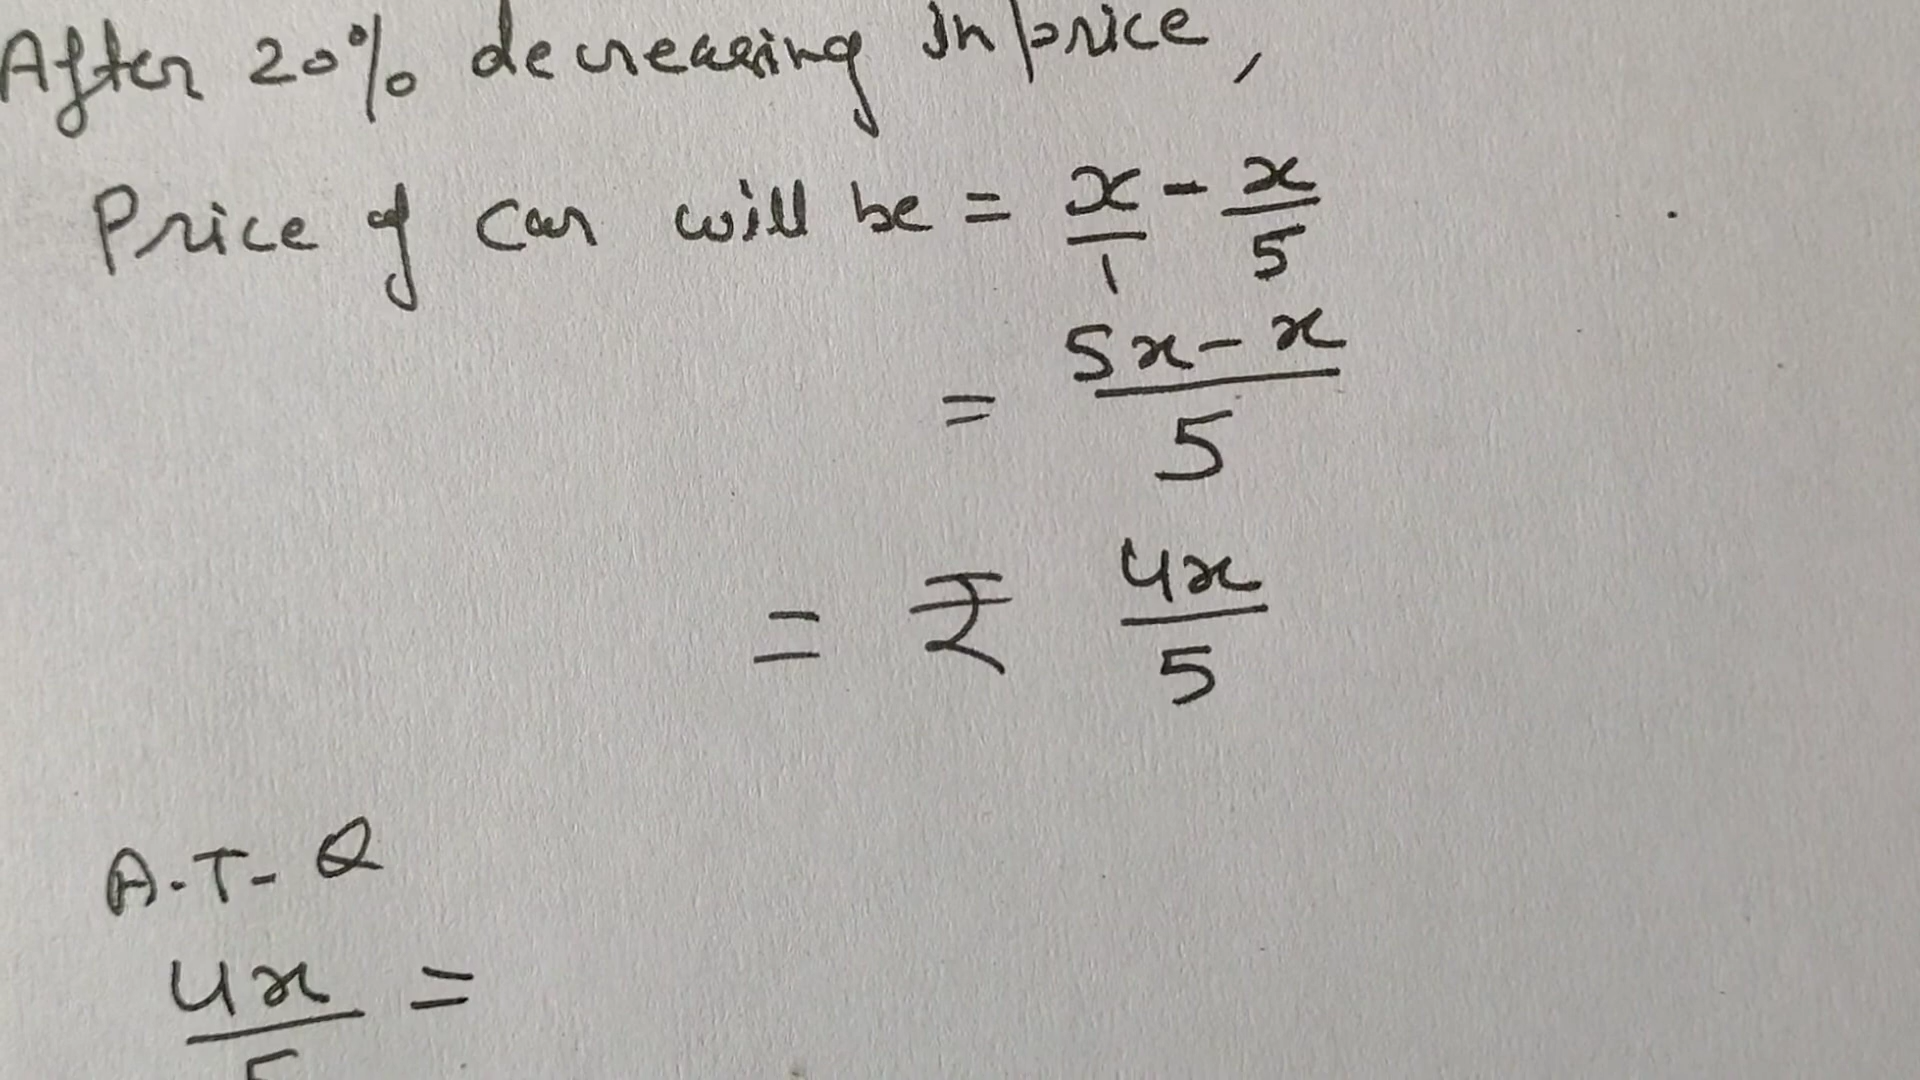 After 20% decreasing in price,
Price of car will be = x/1 - x/5
= 5x - x / 5
= ₹ 4x/5
A.T.Q
4x/5 =